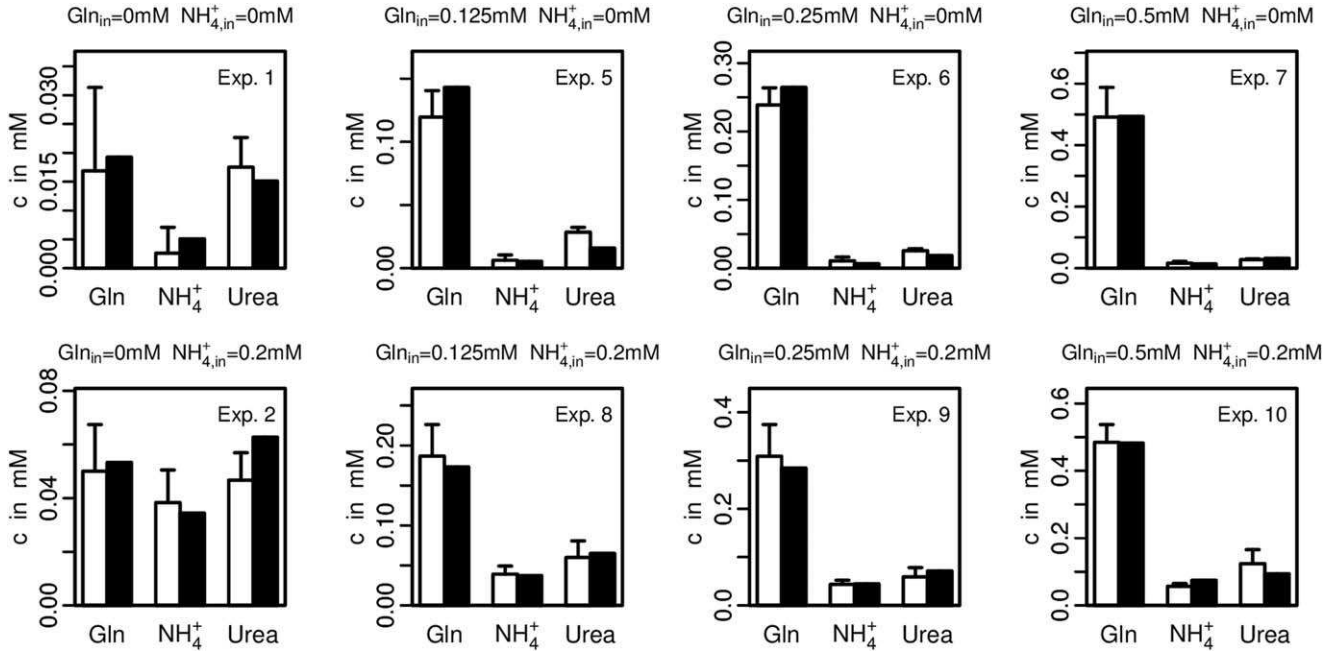 Gln_in=0mM NH₄⁺,in=0mM
Exp. 1
c in mM
0.030
0.015
0.000
Gln NH₄⁺ Urea
Gln_in=0.125mM NH₄⁺,in=0mM
Exp. 5
c in mM
0.10
0.00
Gln NH₄⁺ Urea
Gln_in=0.25mM NH₄⁺,in=0mM
Exp. 6
c in mM
0.30
0.20
0.10
0.00
Gln NH₄⁺ Urea
Gln_in=0.5mM NH₄⁺,in=0mM
Exp. 7
c in mM
0.6
0.4
0.2
0.0
Gln NH₄⁺ Urea
Gln_in=0mM NH₄⁺,in=0.2mM
Exp. 2
c in mM
0.08
0.04
0.00
Gln NH₄⁺ Urea
Gln_in=0.125mM NH₄⁺,in=0.2mM
Exp. 8
c in mM
0.20
0.10
0.00
Gln NH₄⁺ Urea
Gln_in=0.25mM NH₄⁺,in=0.2mM
Exp. 9
c in mM
0.4
0.2
0.0
Gln NH₄⁺ Urea
Gln_in=0.5mM NH₄⁺,in=0.2mM
Exp. 10
c in mM
0.6
0.4
0.2
0.0
Gln NH₄⁺ Urea